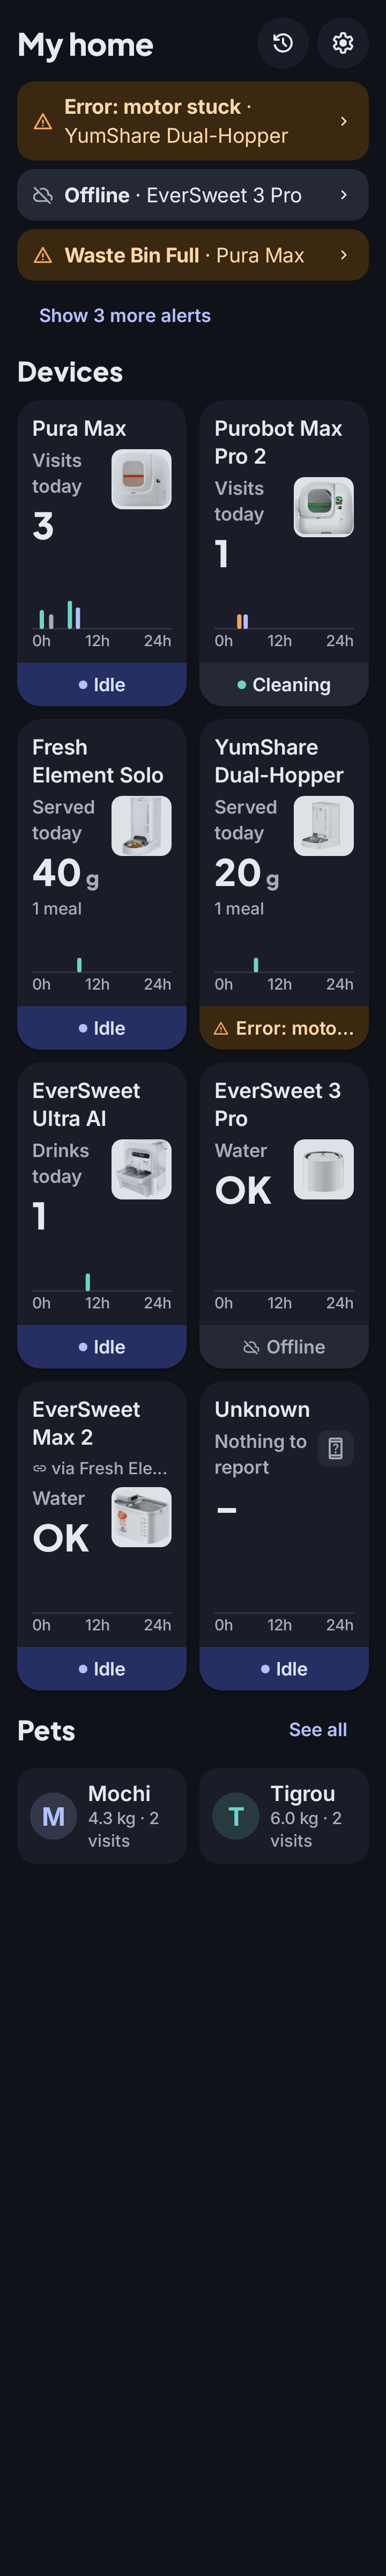 My home
Error: motor stuck ·
YumShare Dual-Hopper
Offline · EverSweet 3 Pro
Waste Bin Full · Pura Max
Show 3 more alerts
Devices
Pura Max
Visits
today
3
0h 12h 24h
Idle
Purobot Max
Pro 2
Visits
today
1
0h 12h 24h
Cleaning
Fresh
Element Solo
Served
today
40 g
1 meal
0h 12h 24h
Idle
YumShare
Dual-Hopper
Served
today
20 g
1 meal
0h 12h 24h
Error: moto...
EverSweet
Ultra AI
Drinks
today
1
0h 12h 24h
Idle
EverSweet 3
Pro
Water
OK
0h 12h 24h
Offline
EverSweet
Max 2
via Fresh Ele...
Water
OK
0h 12h 24h
Idle
Unknown
Nothing to
report
–
0h 12h 24h
Idle
Pets
See all
M
Mochi
4.3 kg · 2
visits
T
Tigrou
6.0 kg · 2
visits